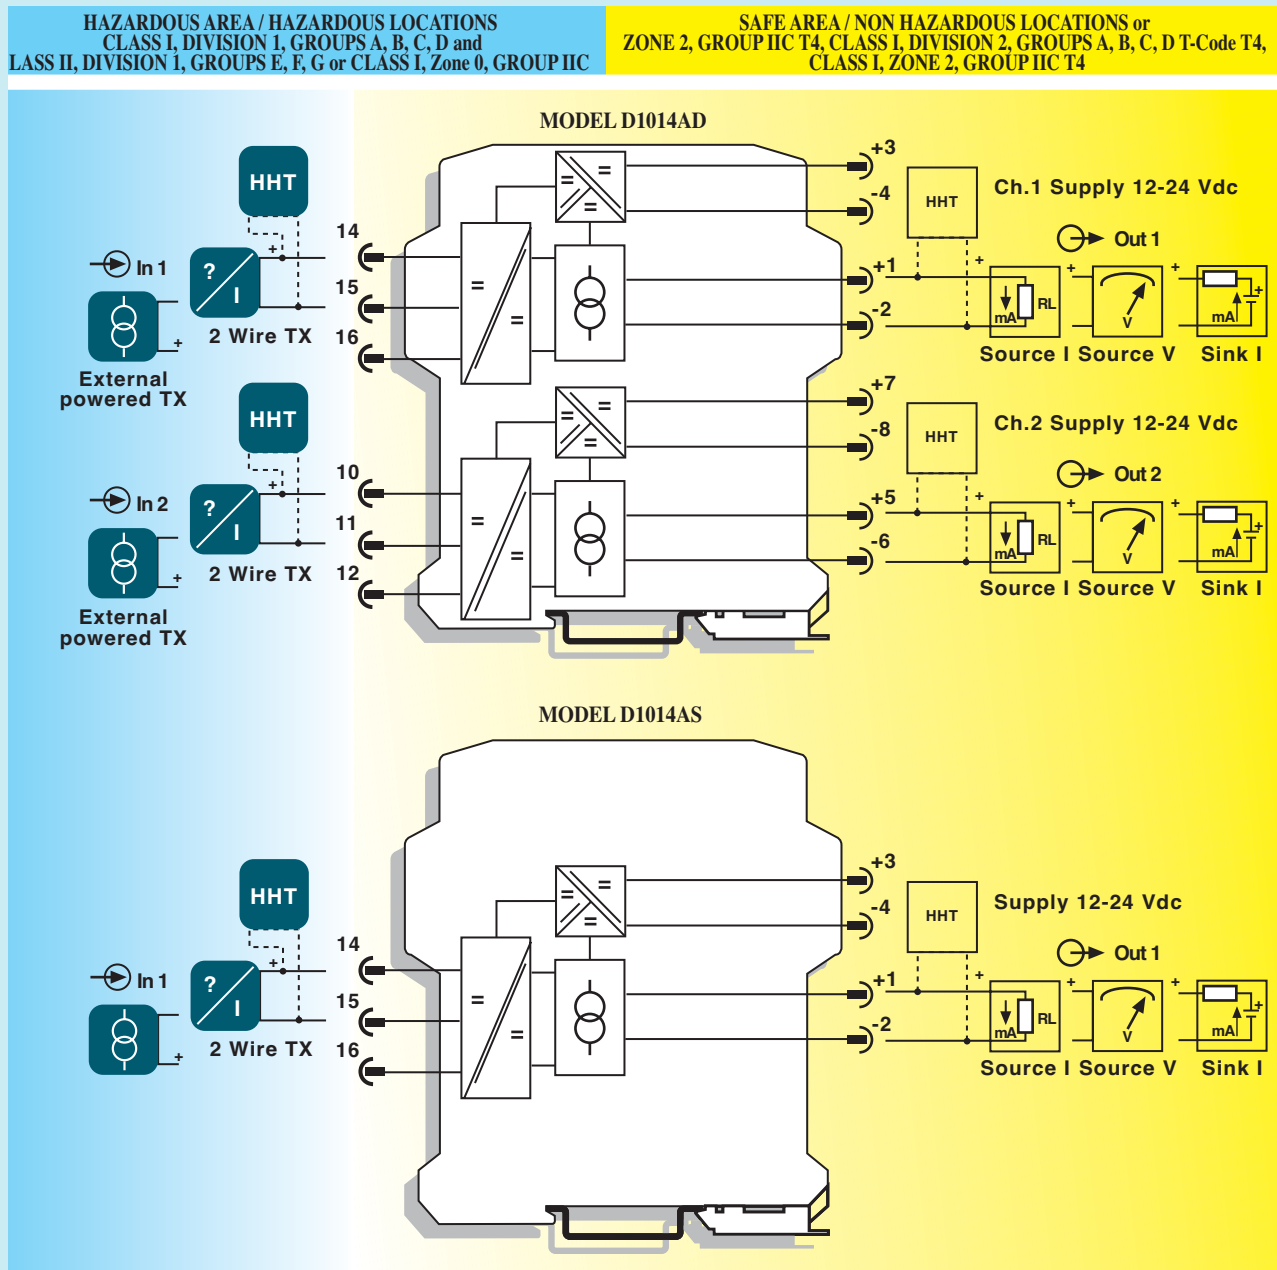 HAZARDOUS AREA / HAZARDOUS LOCATIONS
CLASS I, DIVISION 1, GROUPS A, B, C, D and
LASS II, DIVISION 1, GROUPS E, F, G or CLASS I, Zone 0, GROUP IIC
SAFE AREA / NON HAZARDOUS LOCATIONS or
ZONE 2, GROUP IIC T4, CLASS I, DIVISION 2, GROUPS A, B, C, D T-Code T4,
CLASS I, ZONE 2, GROUP IIC T4
MODEL D1014AD
HHT
14
+
In 1
? I
15
2 Wire TX
16
+
External
powered TX
= = =
= =
+3
-4
+1
-2
HHT
Ch.1 Supply 12-24 Vdc
Out 1
+ + + +
mA RL
V
mA
Source I Source V Sink I
HHT
10
+
In 2
? I
11
2 Wire TX
12
+
External
powered TX
= = =
= =
+7
-8
+5
-6
HHT
Ch.2 Supply 12-24 Vdc
Out 2
+ + + +
mA RL
V
mA
Source I Source V Sink I
MODEL D1014AS
HHT
14
+
In 1
? I
15
2 Wire TX
16
+
= = =
= =
+3
-4
+1
-2
HHT
Supply 12-24 Vdc
Out 1
+ + + +
mA RL
V
mA
Source I Source V Sink I